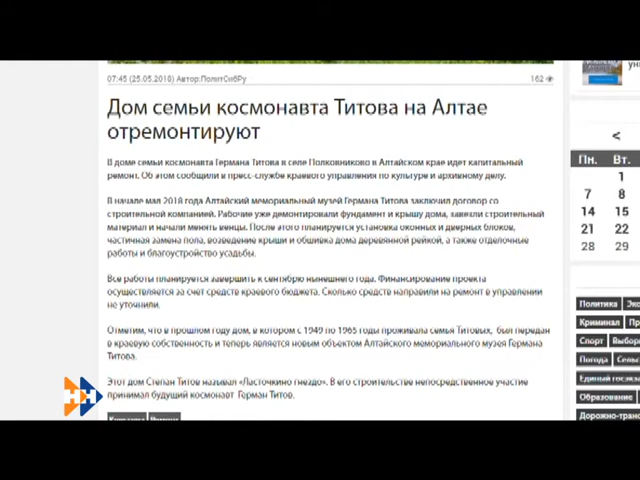 07:45 (25.05.2018) Автор:ПолитСибРу
162
Дом семьи космонавта Титова на Алтае
отремонтируют
В доме семьи космонавта Германа Титова в селе Полковниково в Алтайском крае идет капитальный
ремонт. Об этом сообщили в пресс-службе краевого управления по культуре и архивному делу.
В начале мая 2018 года Алтайский мемориальный музей Германа Титова заключил договор со
строительной компанией. Рабочие уже демонтировали фундамент и крышу дома, завезли строительный
материал и начали менять венцы. После этого планируется установка оконных и дверных блоков,
частичная замена пола, возведение крыши и обшивка дома деревянной рейкой, а также отделочные
работы и благоустройство усадьбы.
Все работы планируется завершить к сентябрю нынешнего года. Финансирование проекта
осуществляется за счет средств краевого бюджета. Сколько средств направили на ремонт в управлении
не уточнили.
Отметим, что в прошлом году дом, в котором с 1949 по 1965 годы проживала семья Титовых, был передан
в краевую собственность и теперь является новым объектом Алтайского мемориального музея Германа
Титова.
Этот дом Степан Титов называл «Ласточкино гнездо». В его строительстве непосредственное участие
принимал будущий космонавт Герман Титов.
<
Пн. Вт.
1
7 8
14 15
21 22
28 29
Политика Эко
Криминал Пр
Спорт Выборы
Погода
Единый госэкза
Образование
Дорожно-тран
НН